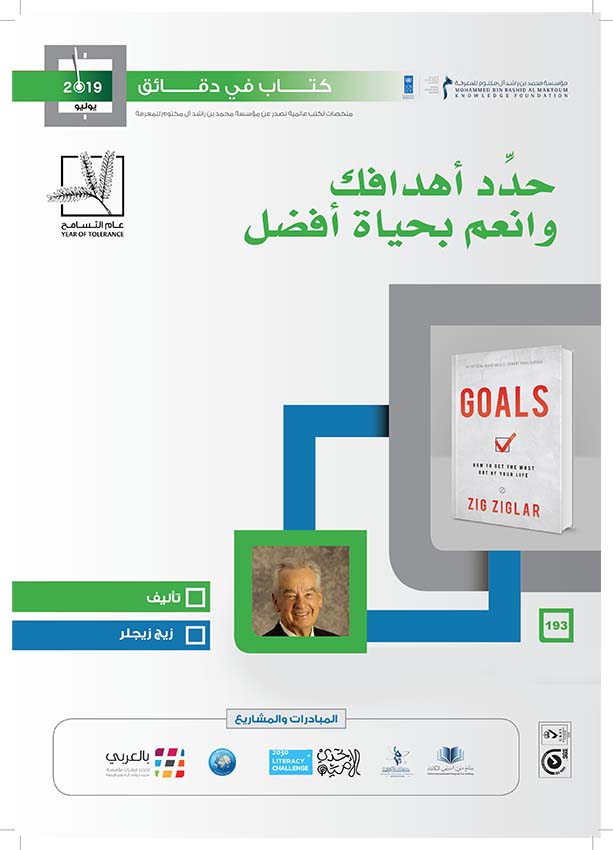 2019
يوليو
كتـــاب في دقـــائق
ملخصات لكتب عالمية تصدر عن مؤسسة محمد بن راشد آل مكتوم للمعرفة
مؤسسة محمد بن راشد آل مكتوم للمعرفة
MOHAMMED BIN RASHID AL MAKTOUM
KNOWLEDGE FOUNDATION
عام التسامح
YEAR OF TOLERANCE
حدِّد أهدافك
وانعم بحياة أفضل
GOALS
HOW TO GET THE MOST
OUT OF YOUR LIFE
ZIG ZIGLAR
تأليف
زيج زيجلر
193
المبادرات والمشاريع
بالعربي
2030
LITERACY
CHALLENGE